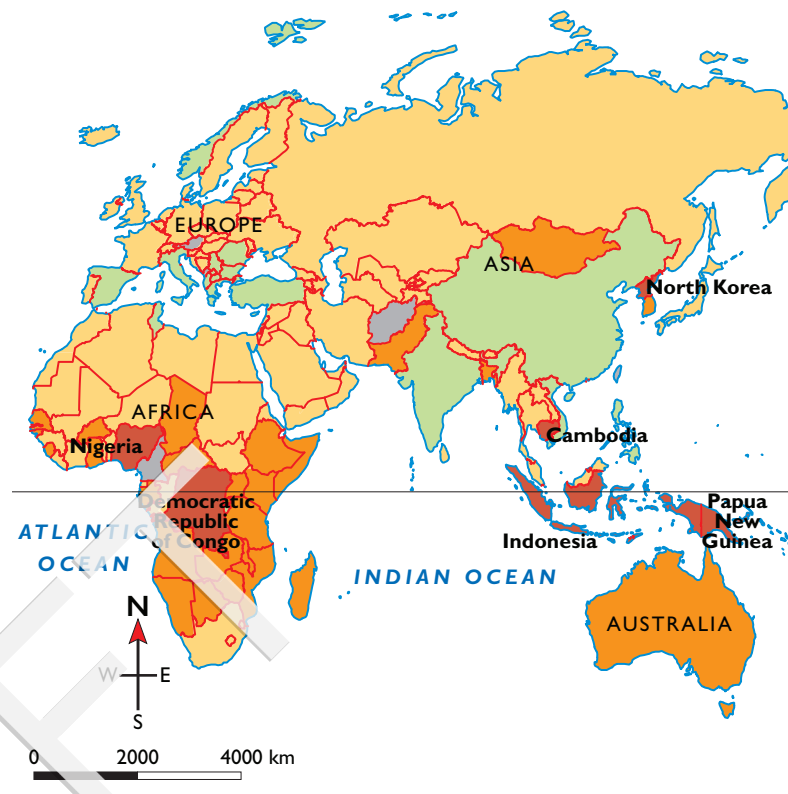 EUROPE
ASIA
North Korea
AFRICA
Nigeria
Cambodia
Democratic
Republic
of Congo
Papua
New
Guinea
Indonesia
ATLANTIC
OCEAN
INDIAN OCEAN
AUSTRALIA
N
W
E
S
0 2000 4000 km